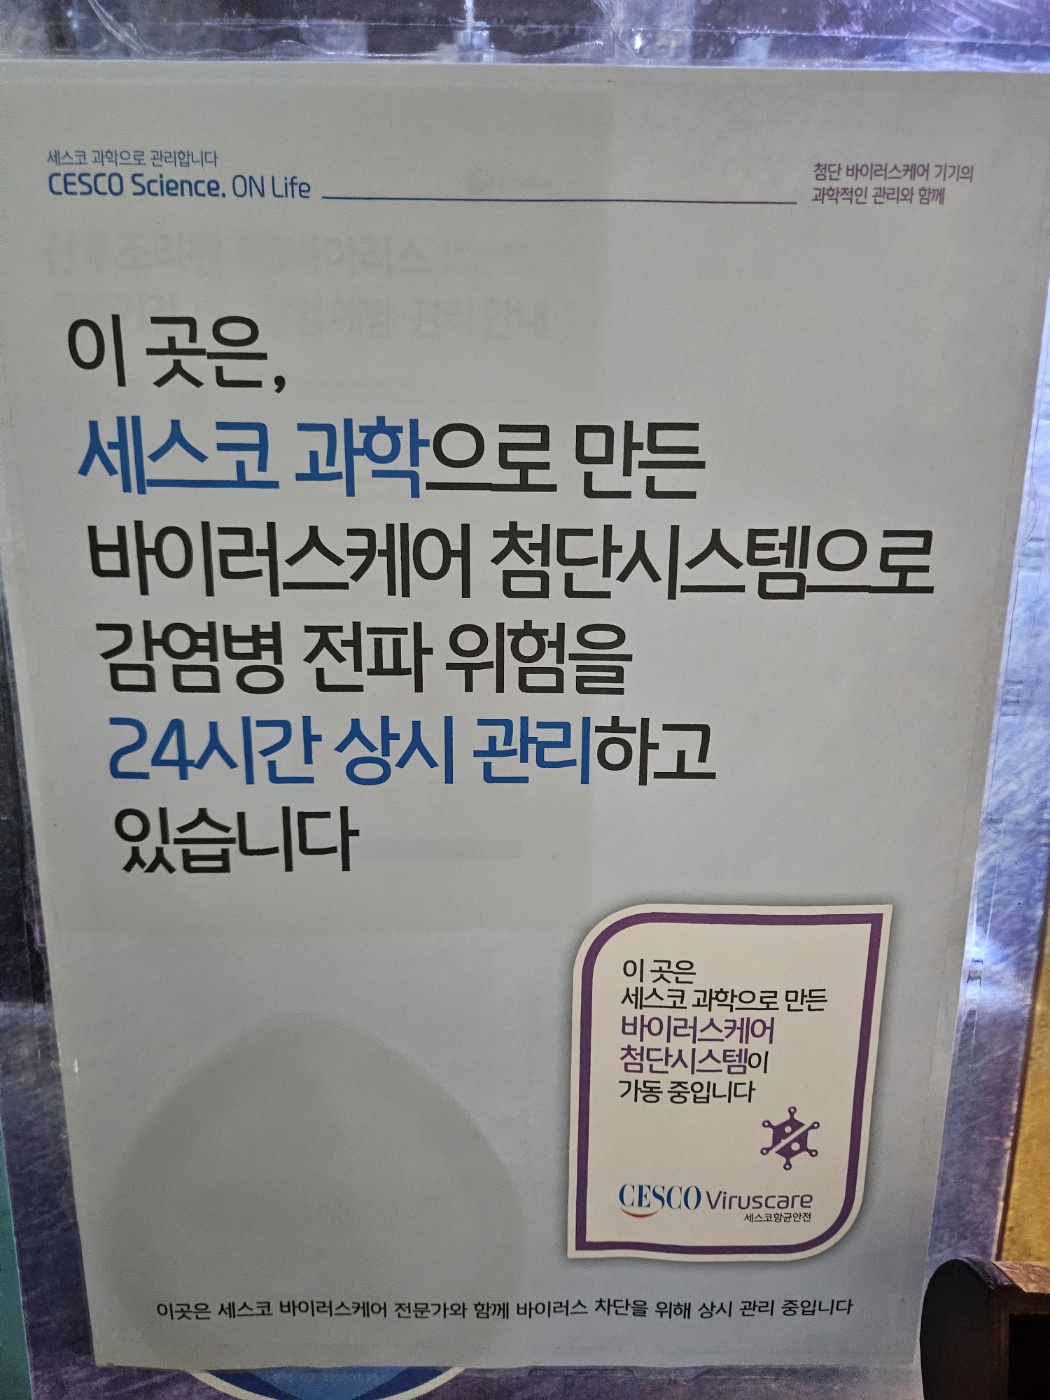 세스코 과학으로 관리합니다
CESCO Science. ON Life
첨단 바이러스케어 기기의
과학적인 관리와 함께
이 곳은,
세스코 과학으로 만든
바이러스케어 첨단시스템으로
감염병 전파 위험을
24시간 상시 관리하고
있습니다
이 곳은
세스코 과학으로 만든
바이러스케어
첨단시스템이
가동 중입니다
CESCO Viruscare
세스코항균안전
이곳은 세스코 바이러스케어 전문가와 함께 바이러스 차단을 위해 상시 관리 중입니다